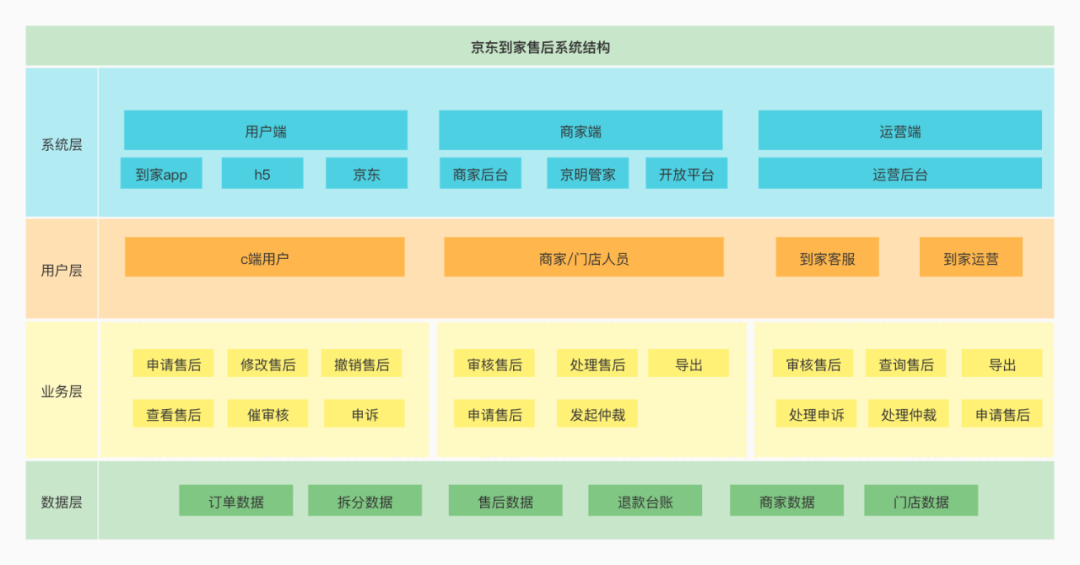 京东到家售后系统结构
系统层
用户端
商家端
运营端
到家app
h5
京东
商家后台
京明管家
开放平台
运营后台
用户层
c端用户
商家/门店人员
到家客服
到家运营
业务层
申请售后
修改售后
撤销售后
审核售后
处理售后
导出
审核售后
查询售后
导出
查看售后
催审核
申诉
申请售后
发起仲裁
处理申诉
处理仲裁
申请售后
数据层
订单数据
拆分数据
售后数据
退款台账
商家数据
门店数据